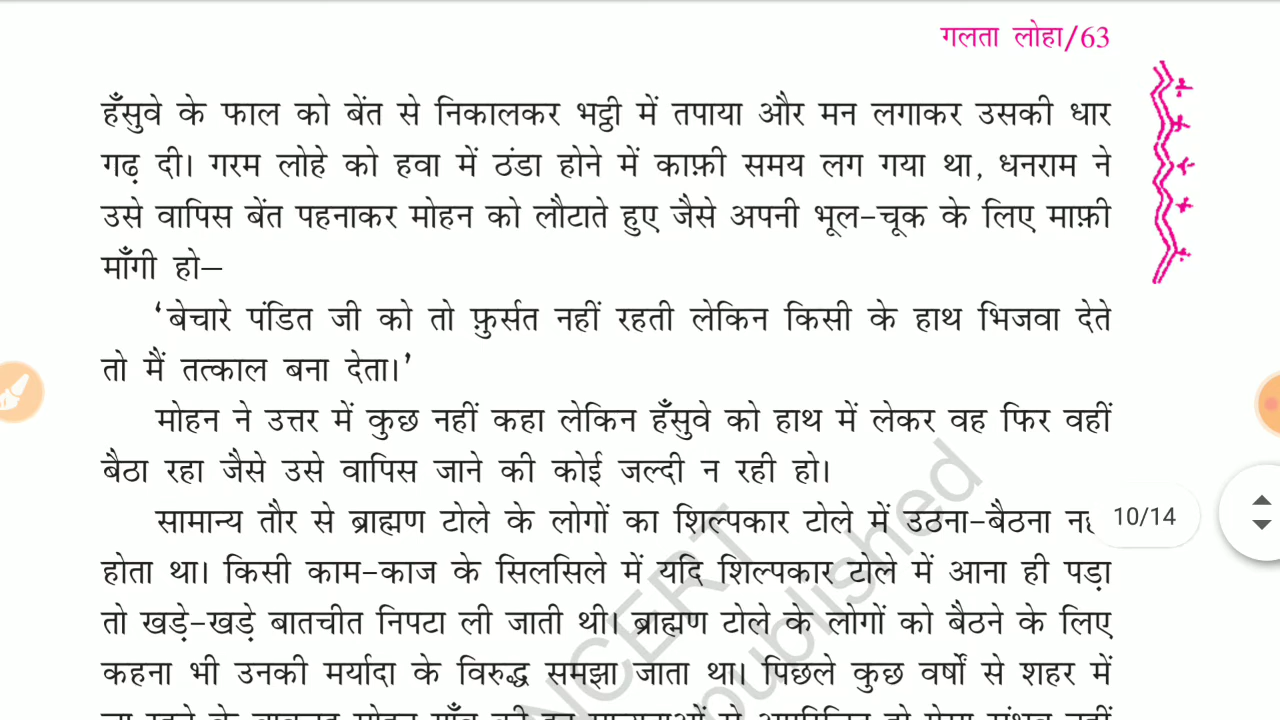 गलता लोहा/63
हँसुवे के फाल को बेंत से निकालकर भट्ठी में तपाया और मन लगाकर उसकी धार
गढ़ दी। गरम लोहे को हवा में ठंडा होने में काफ़ी समय लग गया था, धनराम ने
उसे वापिस बेंत पहनाकर मोहन को लौटाते हुए जैसे अपनी भूल-चूक के लिए माफ़ी
माँगी हो—
‘बेचारे पंडित जी को तो फ़ुर्सत नहीं रहती लेकिन किसी के हाथ भिजवा देते
तो मैं तत्काल बना देता।’
मोहन ने उत्तर में कुछ नहीं कहा लेकिन हँसुवे को हाथ में लेकर वह फिर वहीं
बैठा रहा जैसे उसे वापिस जाने की कोई जल्दी न रही हो।
सामान्य तौर से ब्राह्मण टोले के लोगों का शिल्पकार टोले में उठना-बैठना
10/14
होता था। किसी काम-काज के सिलसिले में यदि शिल्पकार टोले में आना ही पड़ा
तो खड़े-खड़े बातचीत निपटा ली जाती थी। ब्राह्मण टोले के लोगों को बैठने के लिए
कहना भी उनकी मर्यादा के विरुद्ध समझा जाता था। पिछले कुछ वर्षों से शहर में
NCERT
published